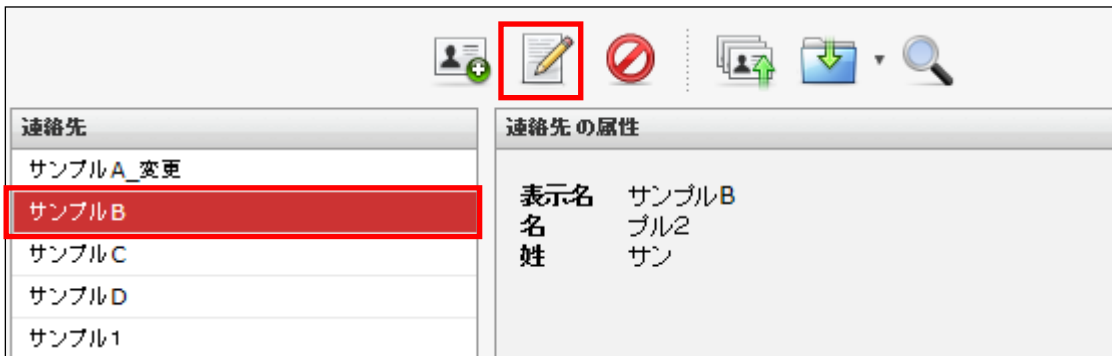 連絡先
サンプルA_変更
サンプルB
サンプルC
サンプルD
サンプル1
連絡先の属性
表示名 サンプルB
名 プル2
姓 サン